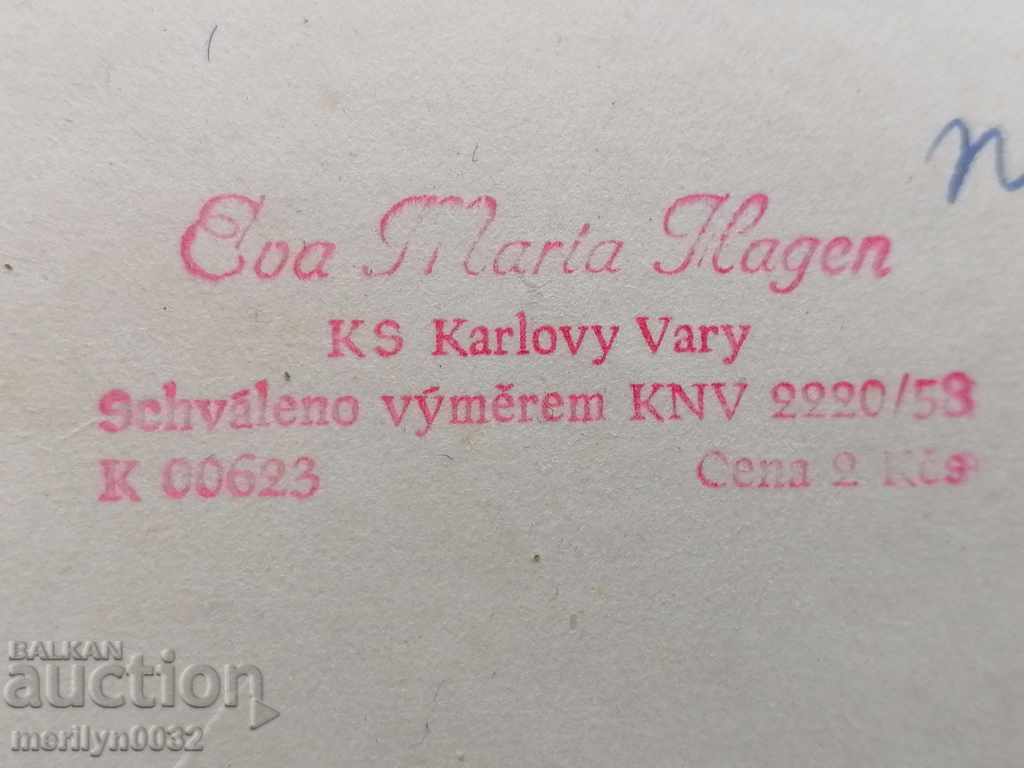 n
Eva Maria Hagen
KS Karlovy Vary
Schváleno výměrem KNV 2220/58
K 00623 Cena 2 Kčs
BALKAN
auction
merilyn0032